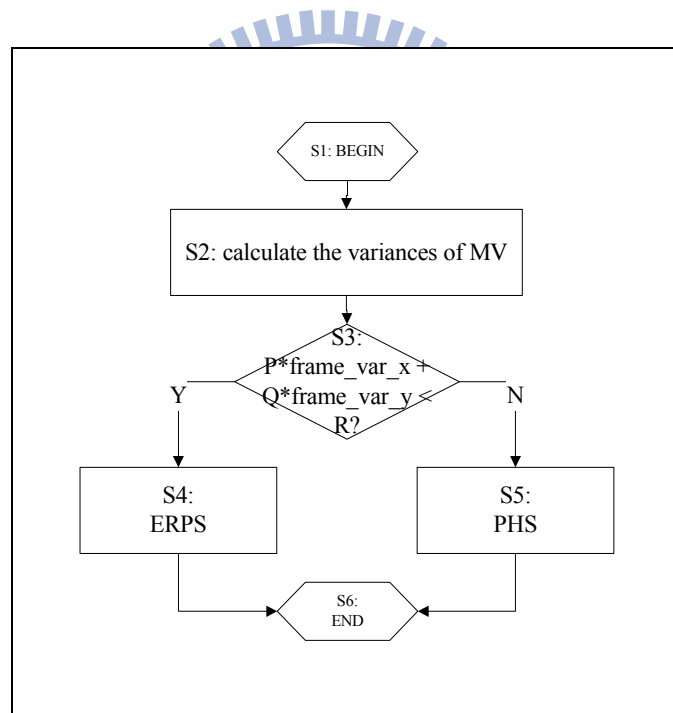 S1: BEGIN
S2: calculate the variances of MV
S3:
P*frame_var_x +
Q*frame_var_y <
R?
Y
N
S4:
ERPS
S5:
PHS
S6:
END